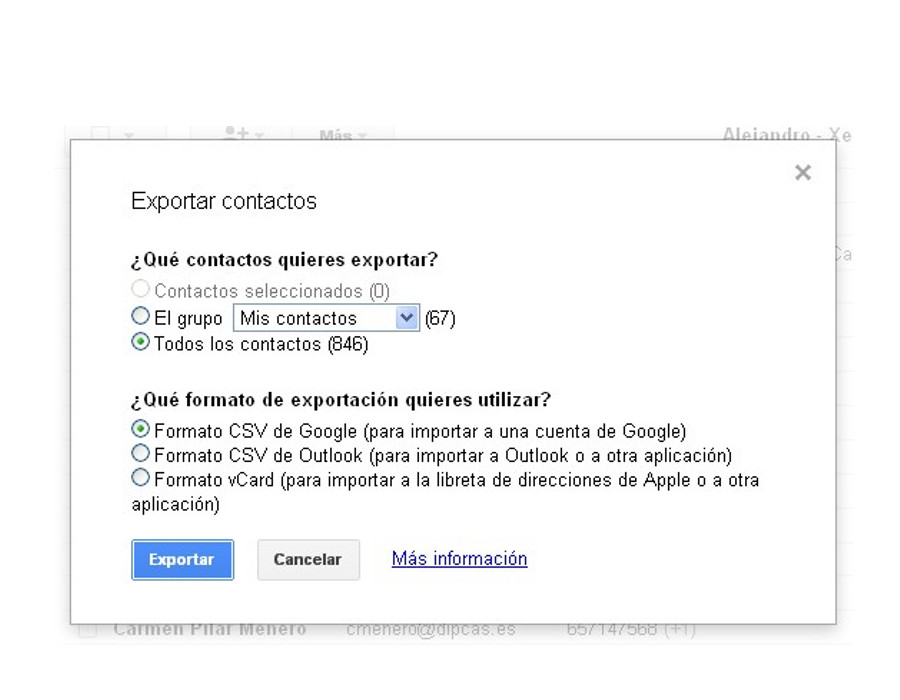 Más
Alejandro - Xe
Exportar contactos
¿Qué contactos quieres exportar?
Ca
Contactos seleccionados (0)
El grupo Mis contactos (67)
Todos los contactos (846)
¿Qué formato de exportación quieres utilizar?
Formato CSV de Google (para importar a una cuenta de Google)
Formato CSV de Outlook (para importar a Outlook o a otra aplicación)
Formato vCard (para importar a la libreta de direcciones de Apple o a otra
aplicación)
Exportar Cancelar Más información
Carmen Pilar Menero cmenero@dipcas.es 657147568 (+1)